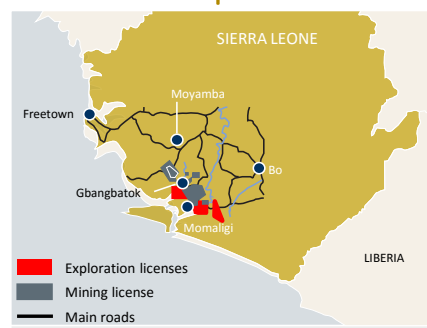 SIERRA LEONE
Moyamba
Freetown
Bo
Gbangbatok
Momaligi
LIBERIA
Exploration licenses
Mining license
Main roads